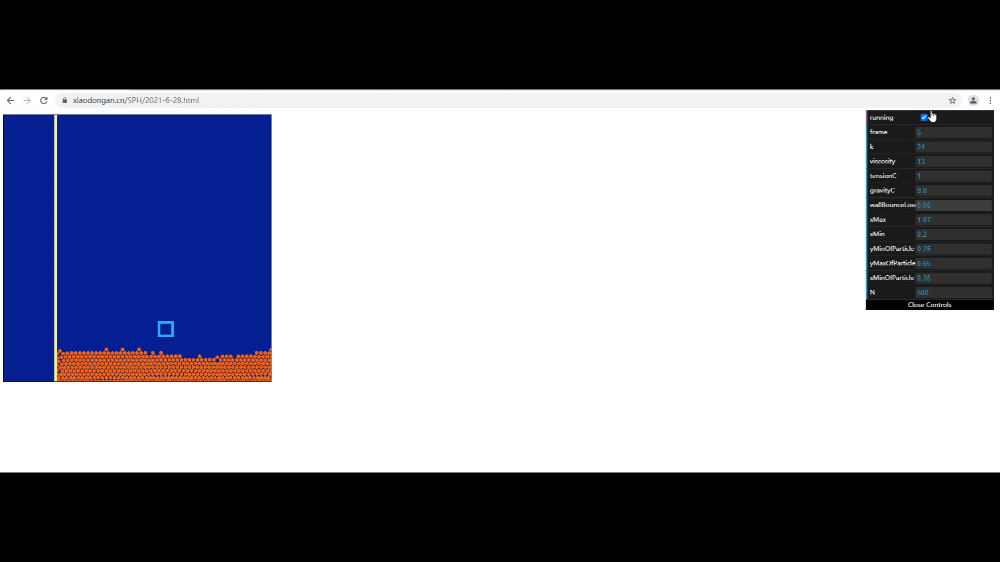 xiaodongan.cn/SPH/2021-6-28.html
running
frame 5
k 24
viscosity 13
tensionC 1
gravityC 9.8
wallBounceLose 0.05
xMax 1.07
xMin 0.2
yMinOfParticle 0.25
yMaxOfParticle 0.65
xMinOfParticle 0.35
N 500
Close Controls